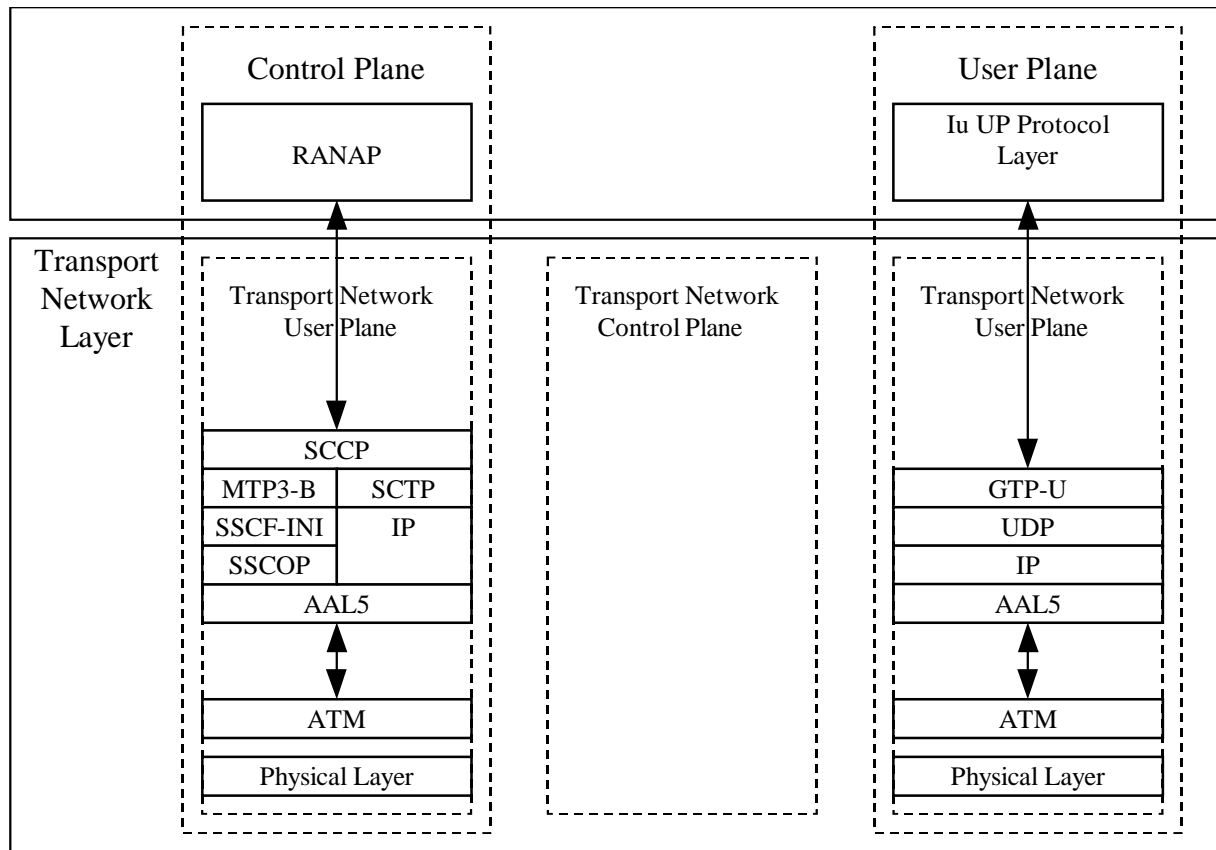 Control Plane
User Plane
RANAP
Iu UP Protocol
Layer
Transport
Network
Layer
Transport Network
User Plane
Transport Network
Control Plane
Transport Network
User Plane
SCCP
MTP3-B
SCTP
SSCF-INI
IP
SSCOP
AAL5
ATM
Physical Layer
GTP-U
UDP
IP
AAL5
ATM
Physical Layer